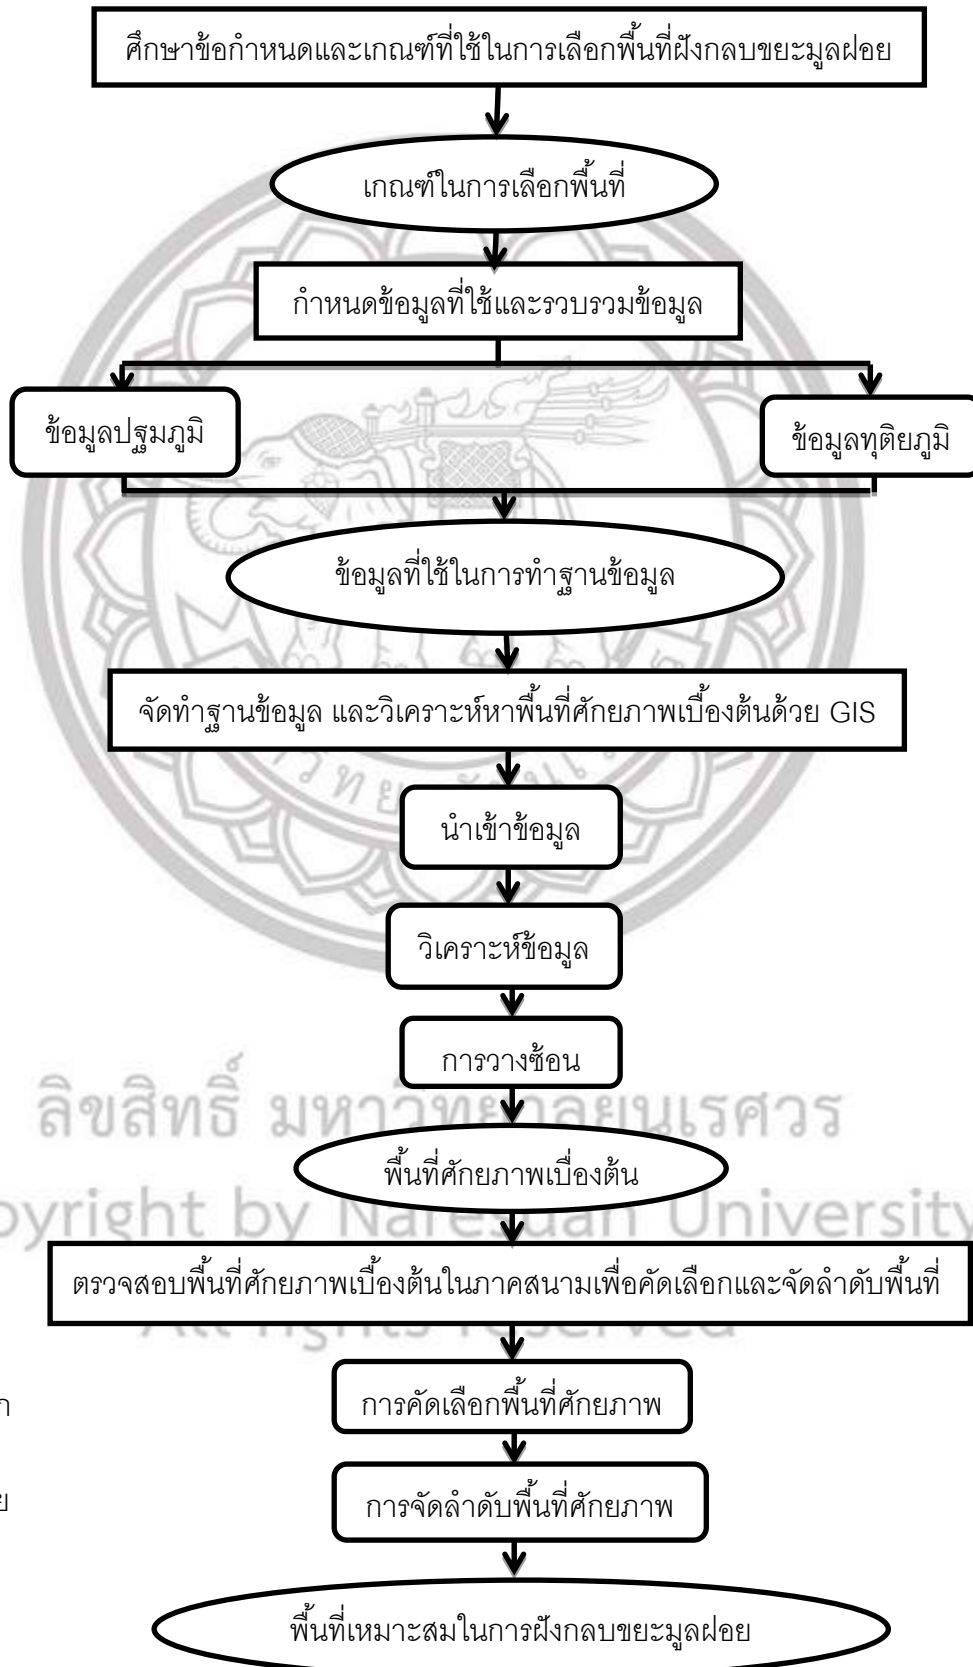 ศึกษาข้อกำหนดและเกณฑ์ที่ใช้ในการเลือกพื้นที่ฝังกลบขยะมูลฝอย
เกณฑ์ในการเลือกพื้นที่
กำหนดข้อมูลที่ใช้และรวบรวมข้อมูล
ข้อมูลปฐมภูมิ
ข้อมูลทุติยภูมิ
ข้อมูลที่ใช้ในการทำฐานข้อมูล
จัดทำฐานข้อมูล และวิเคราะห์หาพื้นที่ศักยภาพเบื้องต้นด้วย GIS
นำเข้าข้อมูล
วิเคราะห์ข้อมูล
การวางซ้อน
ลิขสิทธิ์ มหาวิทยาลัยนเรศวร
พื้นที่ศักยภาพเบื่องต้น
opyright by Naresuan University
ตรวจสอบพื้นที่ศักยภาพเบื้องต้นในภาคสนามเพื่อคัดเลือกและจัดลำดับพื้นที่
All rights reserved
การคัดเลือกพื้นที่ศักยภาพ
การจัดลำดับพื้นที่ศักยภาพ
พื้นที่เหมาะสมในการฝังกลบขยะมูลฝอย